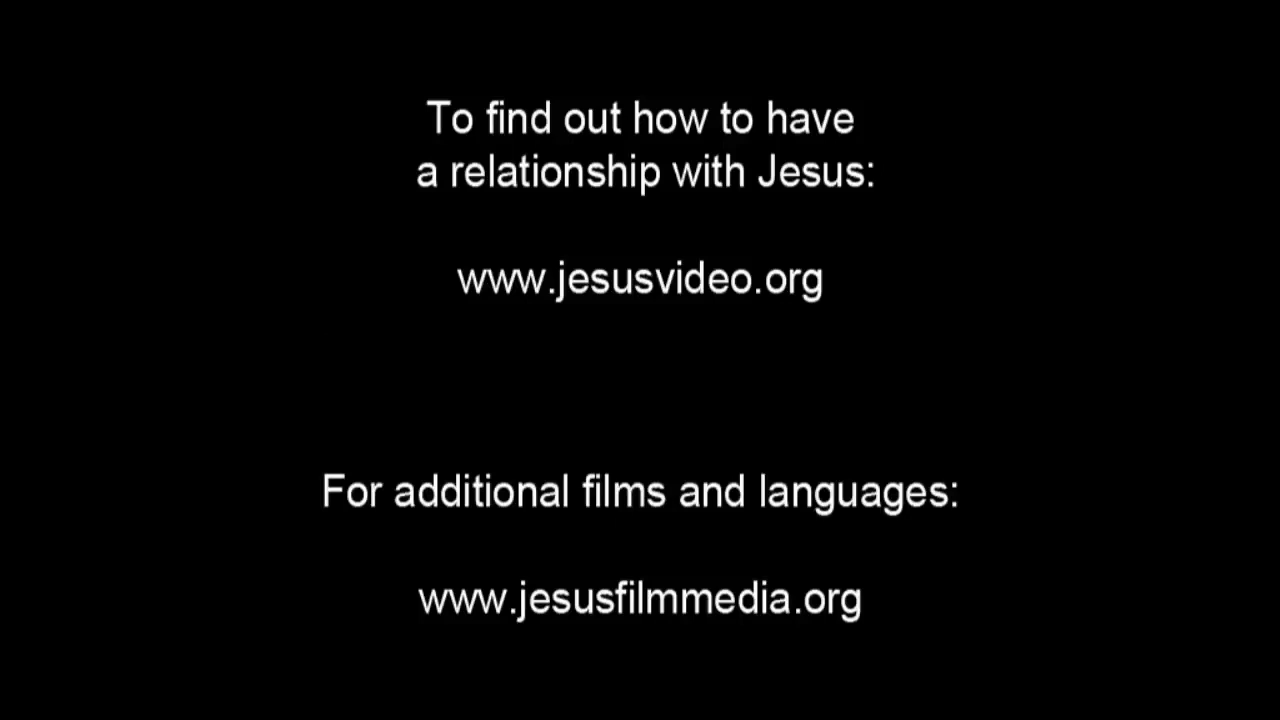 To find out how to have
a relationship with Jesus:
www.jesusvideo.org
For additional films and languages:
www.jesusfilmmedia.org